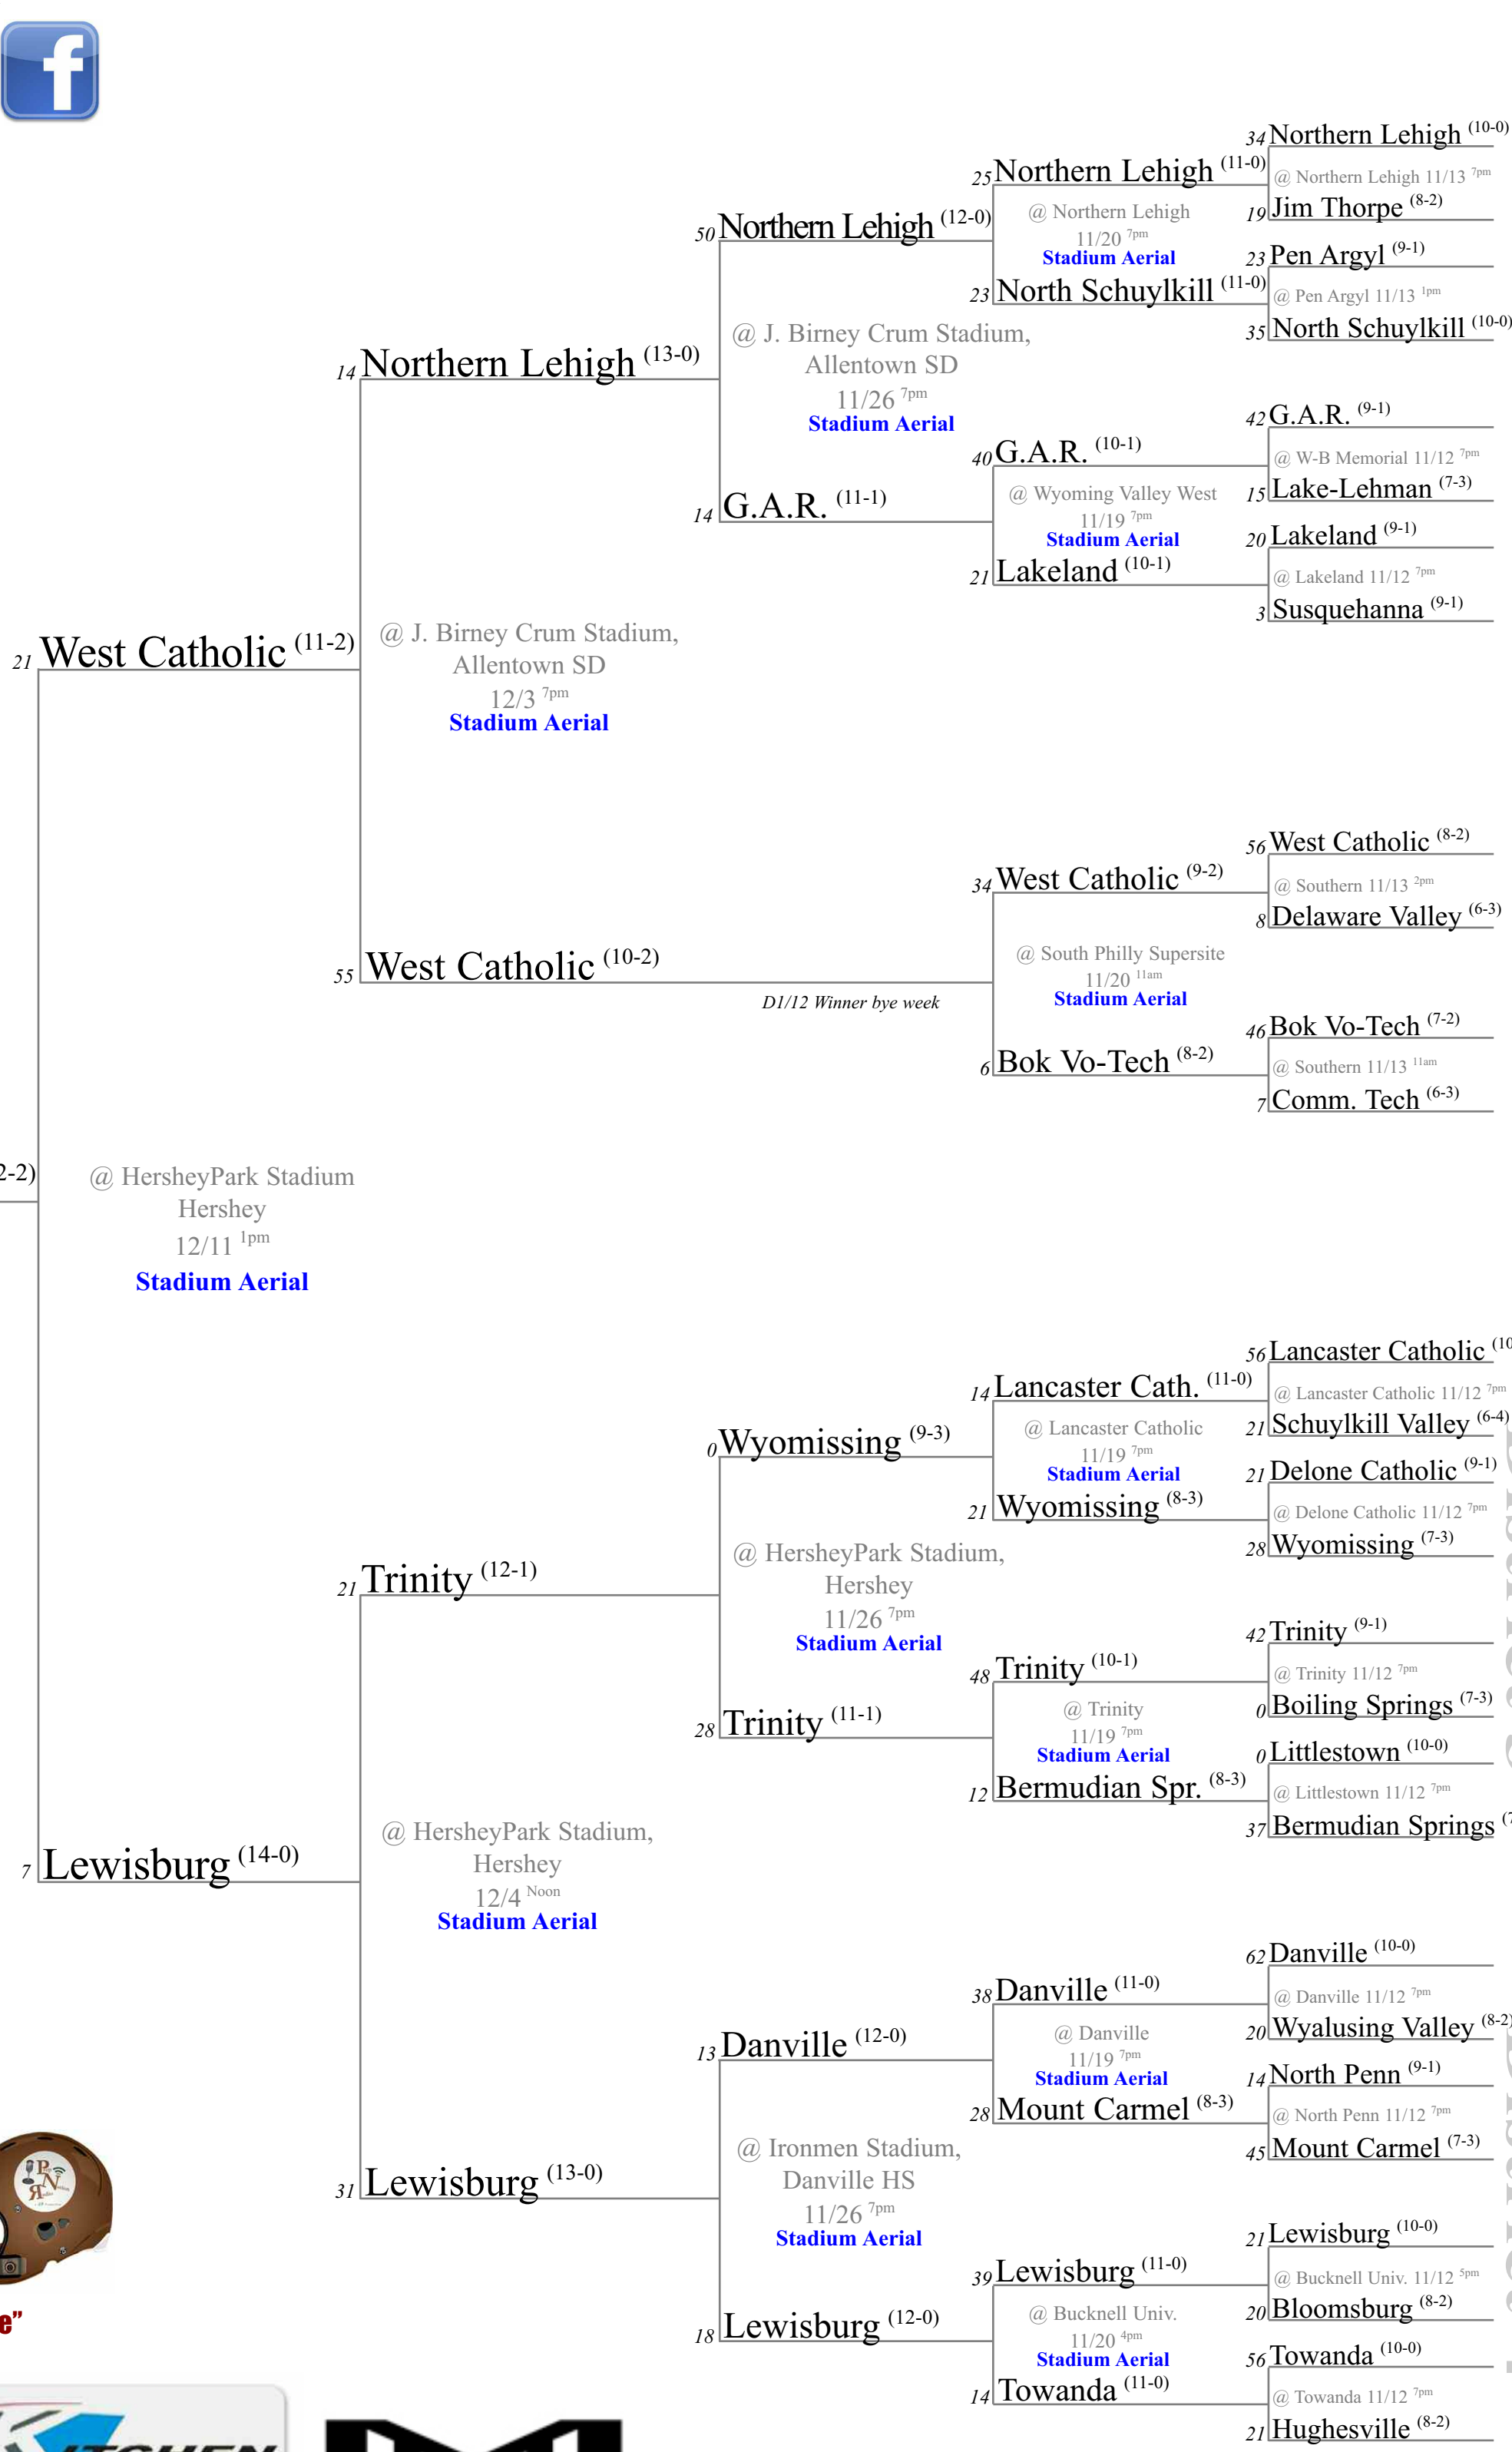 f
34 Northern Lehigh (10-0)
@ Northern Lehigh 11/13 7pm
19 Jim Thorpe (8-2)
23 Pen Argyl (9-1)
@ Pen Argyl 11/13 1pm
35 North Schuylkill (10-0)
42 G.A.R. (9-1)
@ W-B Memorial 11/12 7pm
15 Lake-Lehman (7-3)
20 Lakeland (9-1)
@ Lakeland 11/12 7pm
3 Susquehanna (9-1)
56 West Catholic (8-2)
@ Southern 11/13 2pm
8 Delaware Valley (6-3)
46 Bok Vo-Tech (7-2)
@ Southern 11/13 11am
7 Comm. Tech (6-3)
56 Lancaster Catholic (10
@ Lancaster Catholic 11/12 7pm
21 Schuylkill Valley (6-4)
21 Delone Catholic (9-1)
@ Delone Catholic 11/12 7pm
28 Wyomissing (7-3)
42 Trinity (9-1)
@ Trinity 11/12 7pm
0 Boiling Springs (7-3)
0 Littlestown (10-0)
@ Littlestown 11/12 7pm
37 Bermudian Springs (7
62 Danville (10-0)
@ Danville 11/12 7pm
20 Wyalusing Valley (8-2)
14 North Penn (9-1)
@ North Penn 11/12 7pm
45 Mount Carmel (7-3)
21 Lewisburg (10-0)
@ Bucknell Univ. 11/12 5pm
20 Bloomsburg (8-2)
56 Towanda (10-0)
@ Towanda 11/12 7pm
21 Hughesville (8-2)
25 Northern Lehigh (11-0)
@ Northern Lehigh
11/20 7pm
Stadium Aerial
23 North Schuylkill (11-0)
40 G.A.R. (10-1)
@ Wyoming Valley West
11/19 7pm
Stadium Aerial
21 Lakeland (10-1)
34 West Catholic (9-2)
@ South Philly Supersite
11/20 11am
Stadium Aerial
6 Bok Vo-Tech (8-2)
14 Lancaster Cath. (11-0)
@ Lancaster Catholic
11/19 7pm
Stadium Aerial
21 Wyomissing (8-3)
48 Trinity (10-1)
@ Trinity
11/19 7pm
Stadium Aerial
12 Bermudian Spr. (8-3)
38 Danville (11-0)
@ Danville
11/19 7pm
Stadium Aerial
28 Mount Carmel (8-3)
39 Lewisburg (11-0)
@ Bucknell Univ.
11/20 4pm
Stadium Aerial
14 Towanda (11-0)
50 Northern Lehigh (12-0)
@ J. Birney Crum Stadium,
Allentown SD
11/26 7pm
Stadium Aerial
14 G.A.R. (11-1)
D1/12 Winner bye week
0 Wyomissing (9-3)
@ HersheyPark Stadium,
Hershey
11/26 7pm
Stadium Aerial
28 Trinity (11-1)
13 Danville (12-0)
@ Ironmen Stadium,
Danville HS
11/26 7pm
Stadium Aerial
18 Lewisburg (12-0)
14 Northern Lehigh (13-0)
@ J. Birney Crum Stadium,
Allentown SD
12/3 7pm
Stadium Aerial
55 West Catholic (10-2)
21 Trinity (12-1)
@ HersheyPark Stadium,
Hershey
12/4 Noon
Stadium Aerial
31 Lewisburg (13-0)
21 West Catholic (11-2)
@ HersheyPark Stadium
Hershey
12/11 1pm
Stadium Aerial
7 Lewisburg (14-0)
2-2)
e”